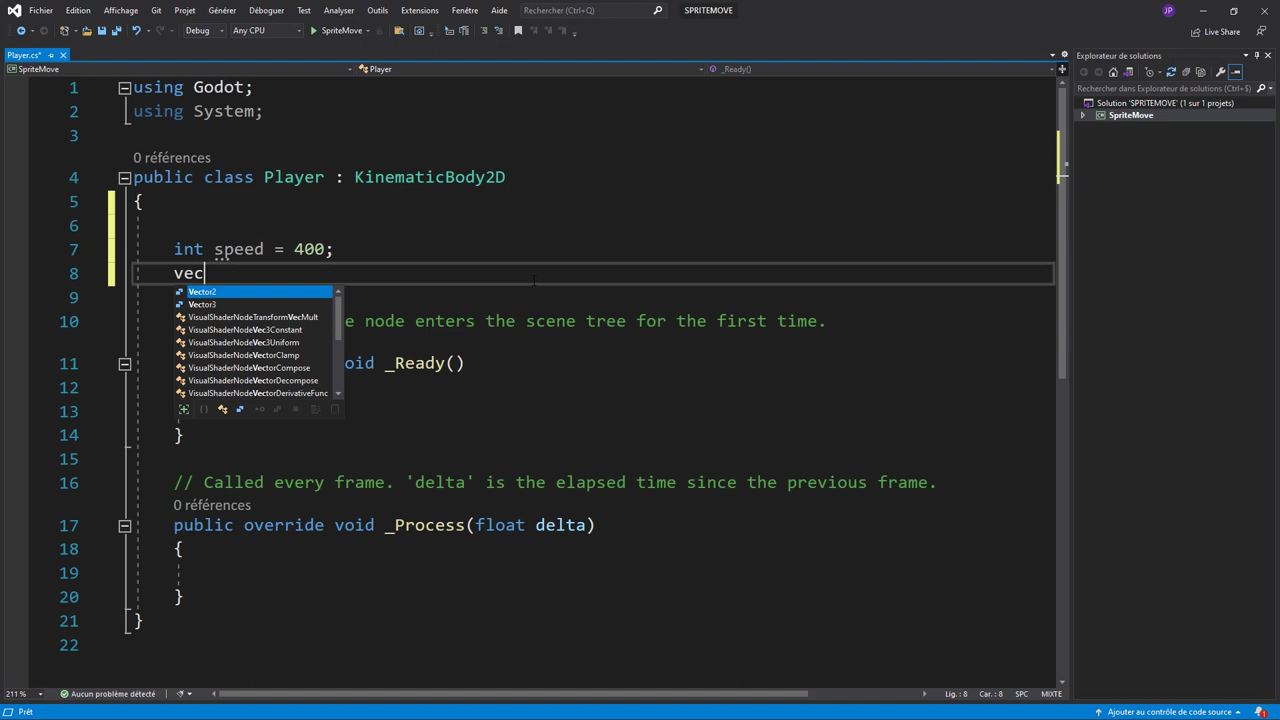 Fichier Edition Affichage Git Projet Générer Déboguer Test Analyser Outils Extensions Fenêtre Aide Rechercher (Ctrl+Q) SPRITEMOVE JP
Debug Any CPU SpriteMove Live Share
Player.cs* Explorateur de solutions
SpriteMove Player _Ready()
Rechercher dans Explorateur de solutions (Ctrl+$)
Solution 'SPRITEMOVE' (1 sur 1 projets)
SpriteMove
1 using Godot;
2 using System;
3
0 références
4 public class Player : KinematicBody2D
5 {
6
7 int speed = 400;
8 vec
Vector2
9 Vector3
VisualShaderNodeTransformVecMult
10 e node enters the scene tree for the first time.
VisualShaderNodeVec3Constant
VisualShaderNodeVec3Uniform
VisualShaderNodeVectorClamp
11 oid _Ready()
VisualShaderNodeVectorCompose
VisualShaderNodeVectorDecompose
12 VisualShaderNodeVectorDerivativeFunc
13
14 }
15
16 // Called every frame. 'delta' is the elapsed time since the previous frame.
0 références
17 public override void _Process(float delta)
18 {
19
20 }
21 }
22
211 % Aucun problème détecté Lig. : 8 Car. : 8 SPC MIXTE
Prêt Ajouter au contrôle de code source 1